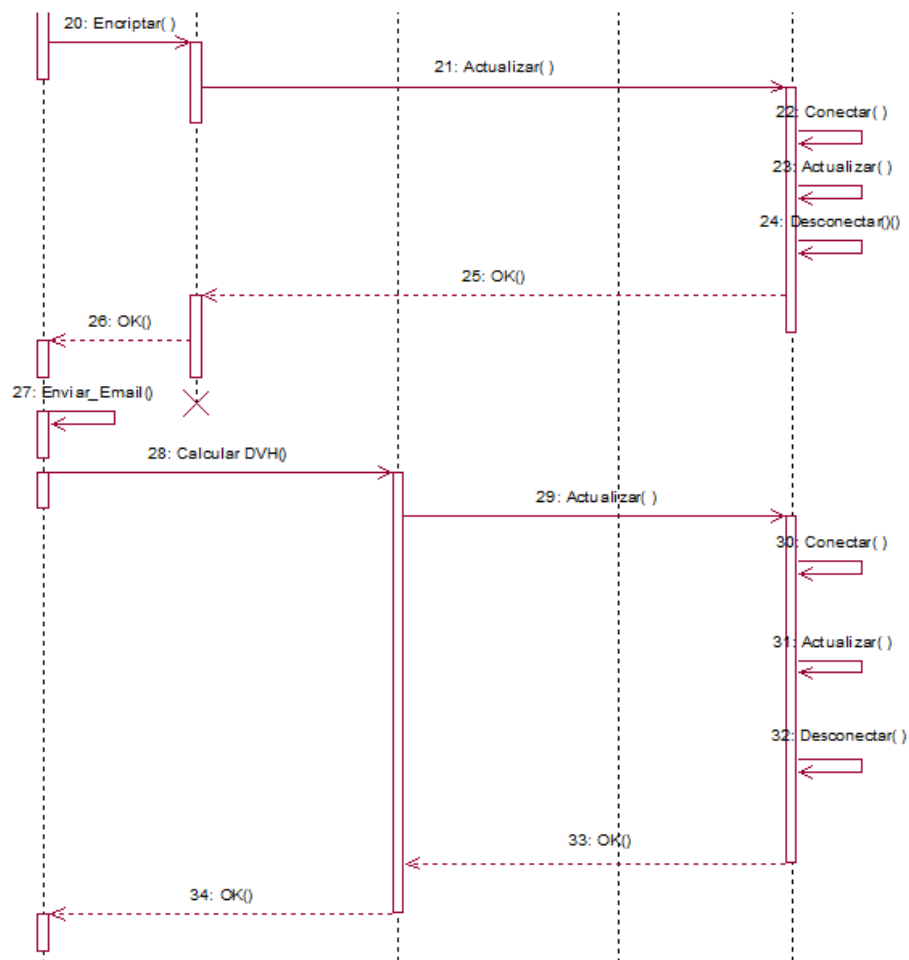 20: Encriptar( )
21: Actualizar( )
22: Conectar( )
23: Actualizar( )
24: Desconectar()()
25: OK()
26: OK()
27: Enviar_Email()
28: Calcular DVH()
29: Actualizar( )
30: Conectar( )
31: Actualizar( )
32: Desconectar( )
33: OK()
34: OK()